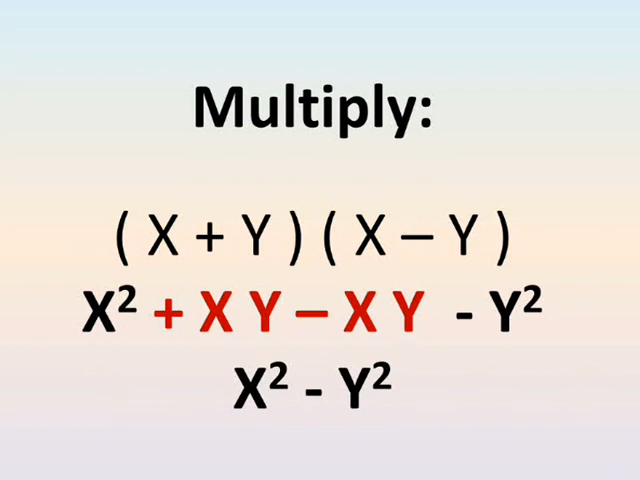 Multiply:
( X + Y ) ( X – Y )
X² + X Y – X Y - Y²
X² - Y²